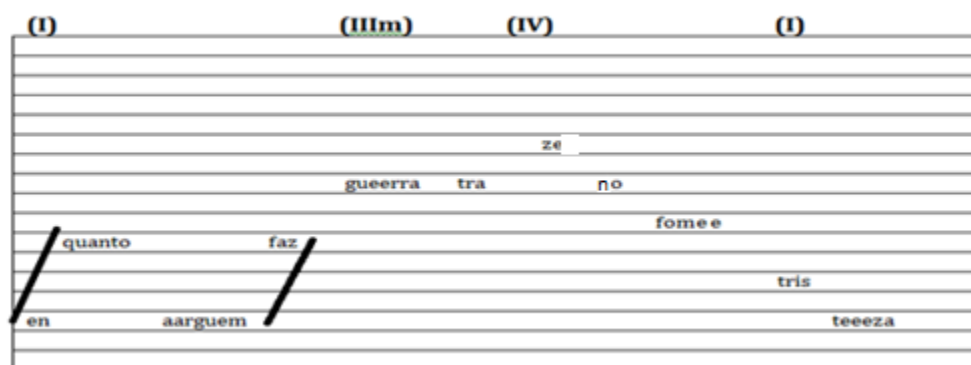 (I) (IIIm) (IV) (I)
ze
gueerra tra no
fome e
quanto faz
tris
en aarguem teeeza